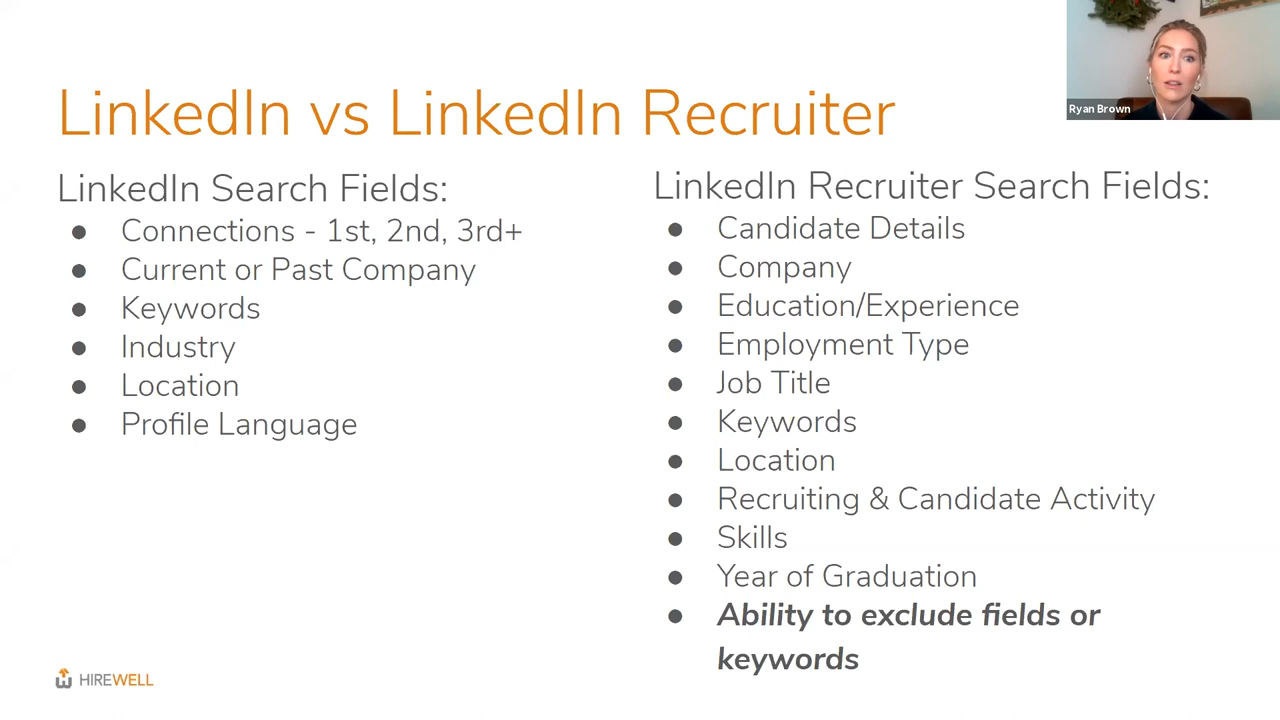 LinkedIn vs LinkedIn Recruiter
Ryan Brown
LinkedIn Search Fields:
● Connections - 1st, 2nd, 3rd+
● Current or Past Company
● Keywords
● Industry
● Location
● Profile Language
LinkedIn Recruiter Search Fields:
● Candidate Details
● Company
● Education/Experience
● Employment Type
● Job Title
● Keywords
● Location
● Recruiting & Candidate Activity
● Skills
● Year of Graduation
● Ability to exclude fields or
keywords
HIREWELL